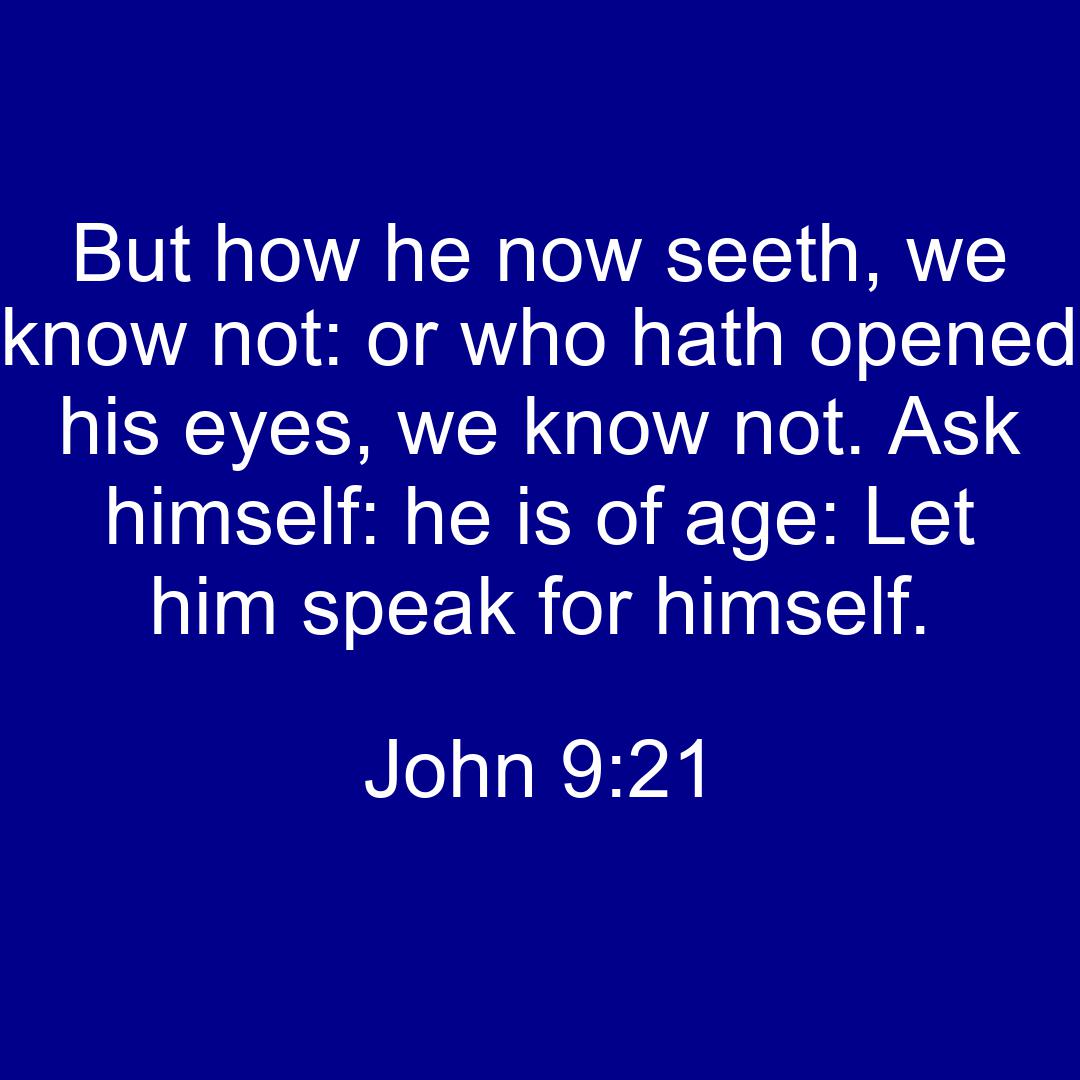 But how he now seeth, we
know not: or who hath opened
his eyes, we know not. Ask
himself: he is of age: Let
him speak for himself.
John 9:21